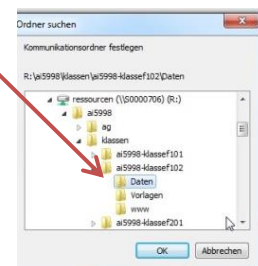 Ordner suchen
Kommunikationsordner festlegen
R:\ai5998\klassen\ai5998-klassef102\Daten
ressourcen (\\S0000706) (R:)
ai5998
ag
klassen
ai5998-klassef101
ai5998-klassef102
Daten
Vorlagen
www
ai5998-klassef201
OK
Abbrechen